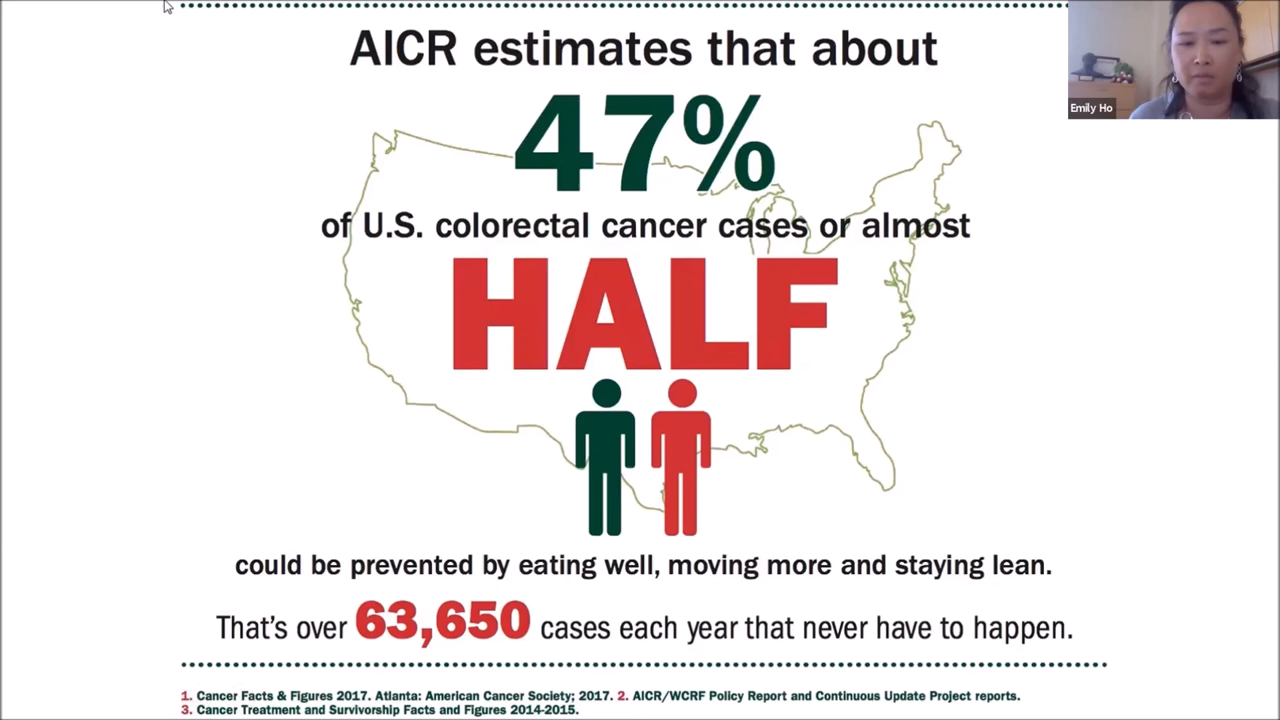 AICR estimates that about
47%
of U.S. colorectal cancer cases or almost
HALF
could be prevented by eating well, moving more and staying lean.
That's over 63,650 cases each year that never have to happen.
1. Cancer Facts & Figures 2017. Atlanta: American Cancer Society; 2017. 2. AICR/WCRF Policy Report and Continuous Update Project reports.
3. Cancer Treatment and Survivorship Facts and Figures 2014-2015.
Emily Ho